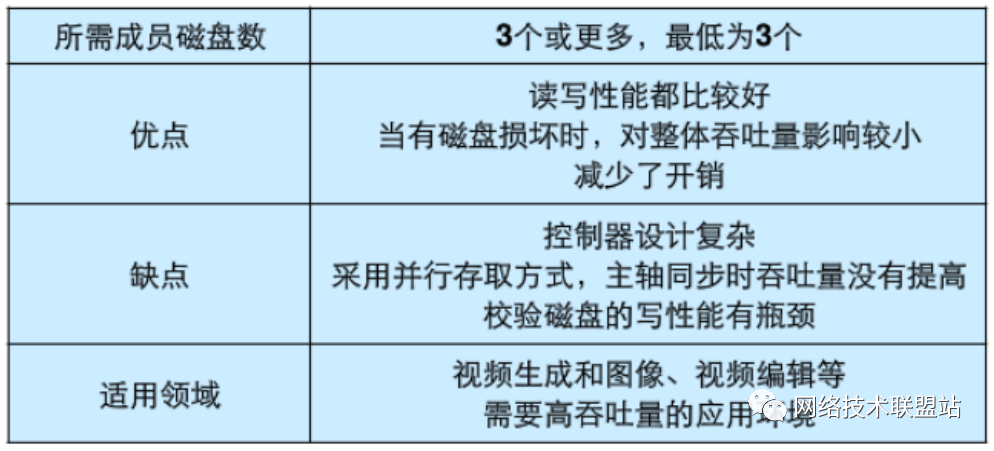 所需成员磁盘数
3个或更多，最低为3个
优点
读写性能都比较好
当有磁盘损坏时，对整体吞吐量影响较小
减少了开销
缺点
控制器设计复杂
采用并行存取方式，主轴同步时吞吐量没有提高
校验磁盘的写性能有瓶颈
适用领域
视频生成和图像、视频编辑等
需要高吞吐量的应用环境
网络技术联盟站